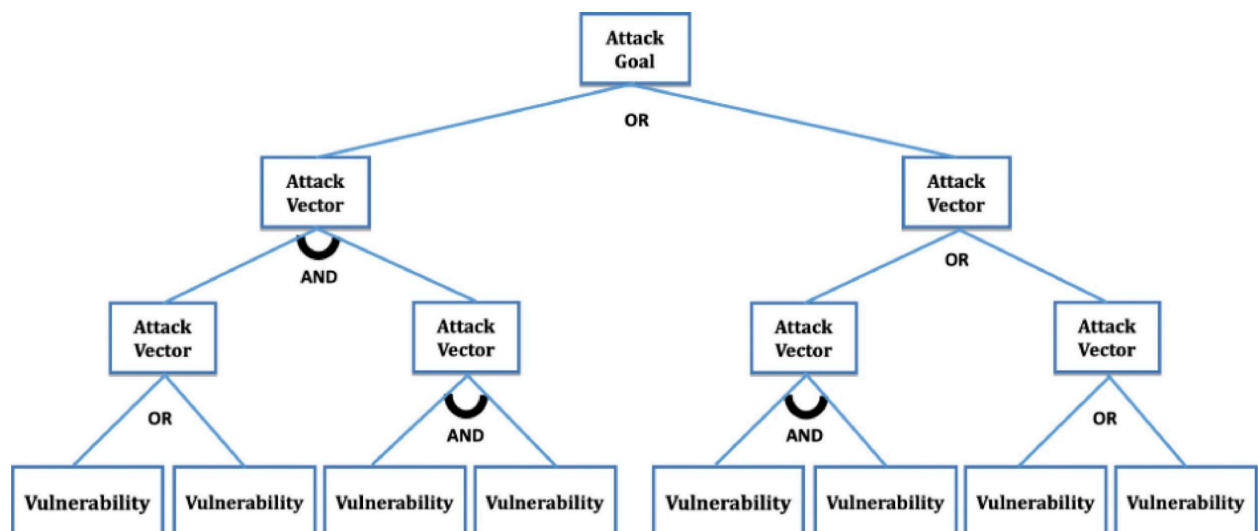 Attack
Goal
OR
Attack
Vector
Attack
Vector
AND
OR
Attack
Vector
Attack
Vector
Attack
Vector
Attack
Vector
OR
AND
AND
OR
Vulnerability
Vulnerability
Vulnerability
Vulnerability
Vulnerability
Vulnerability
Vulnerability
Vulnerability